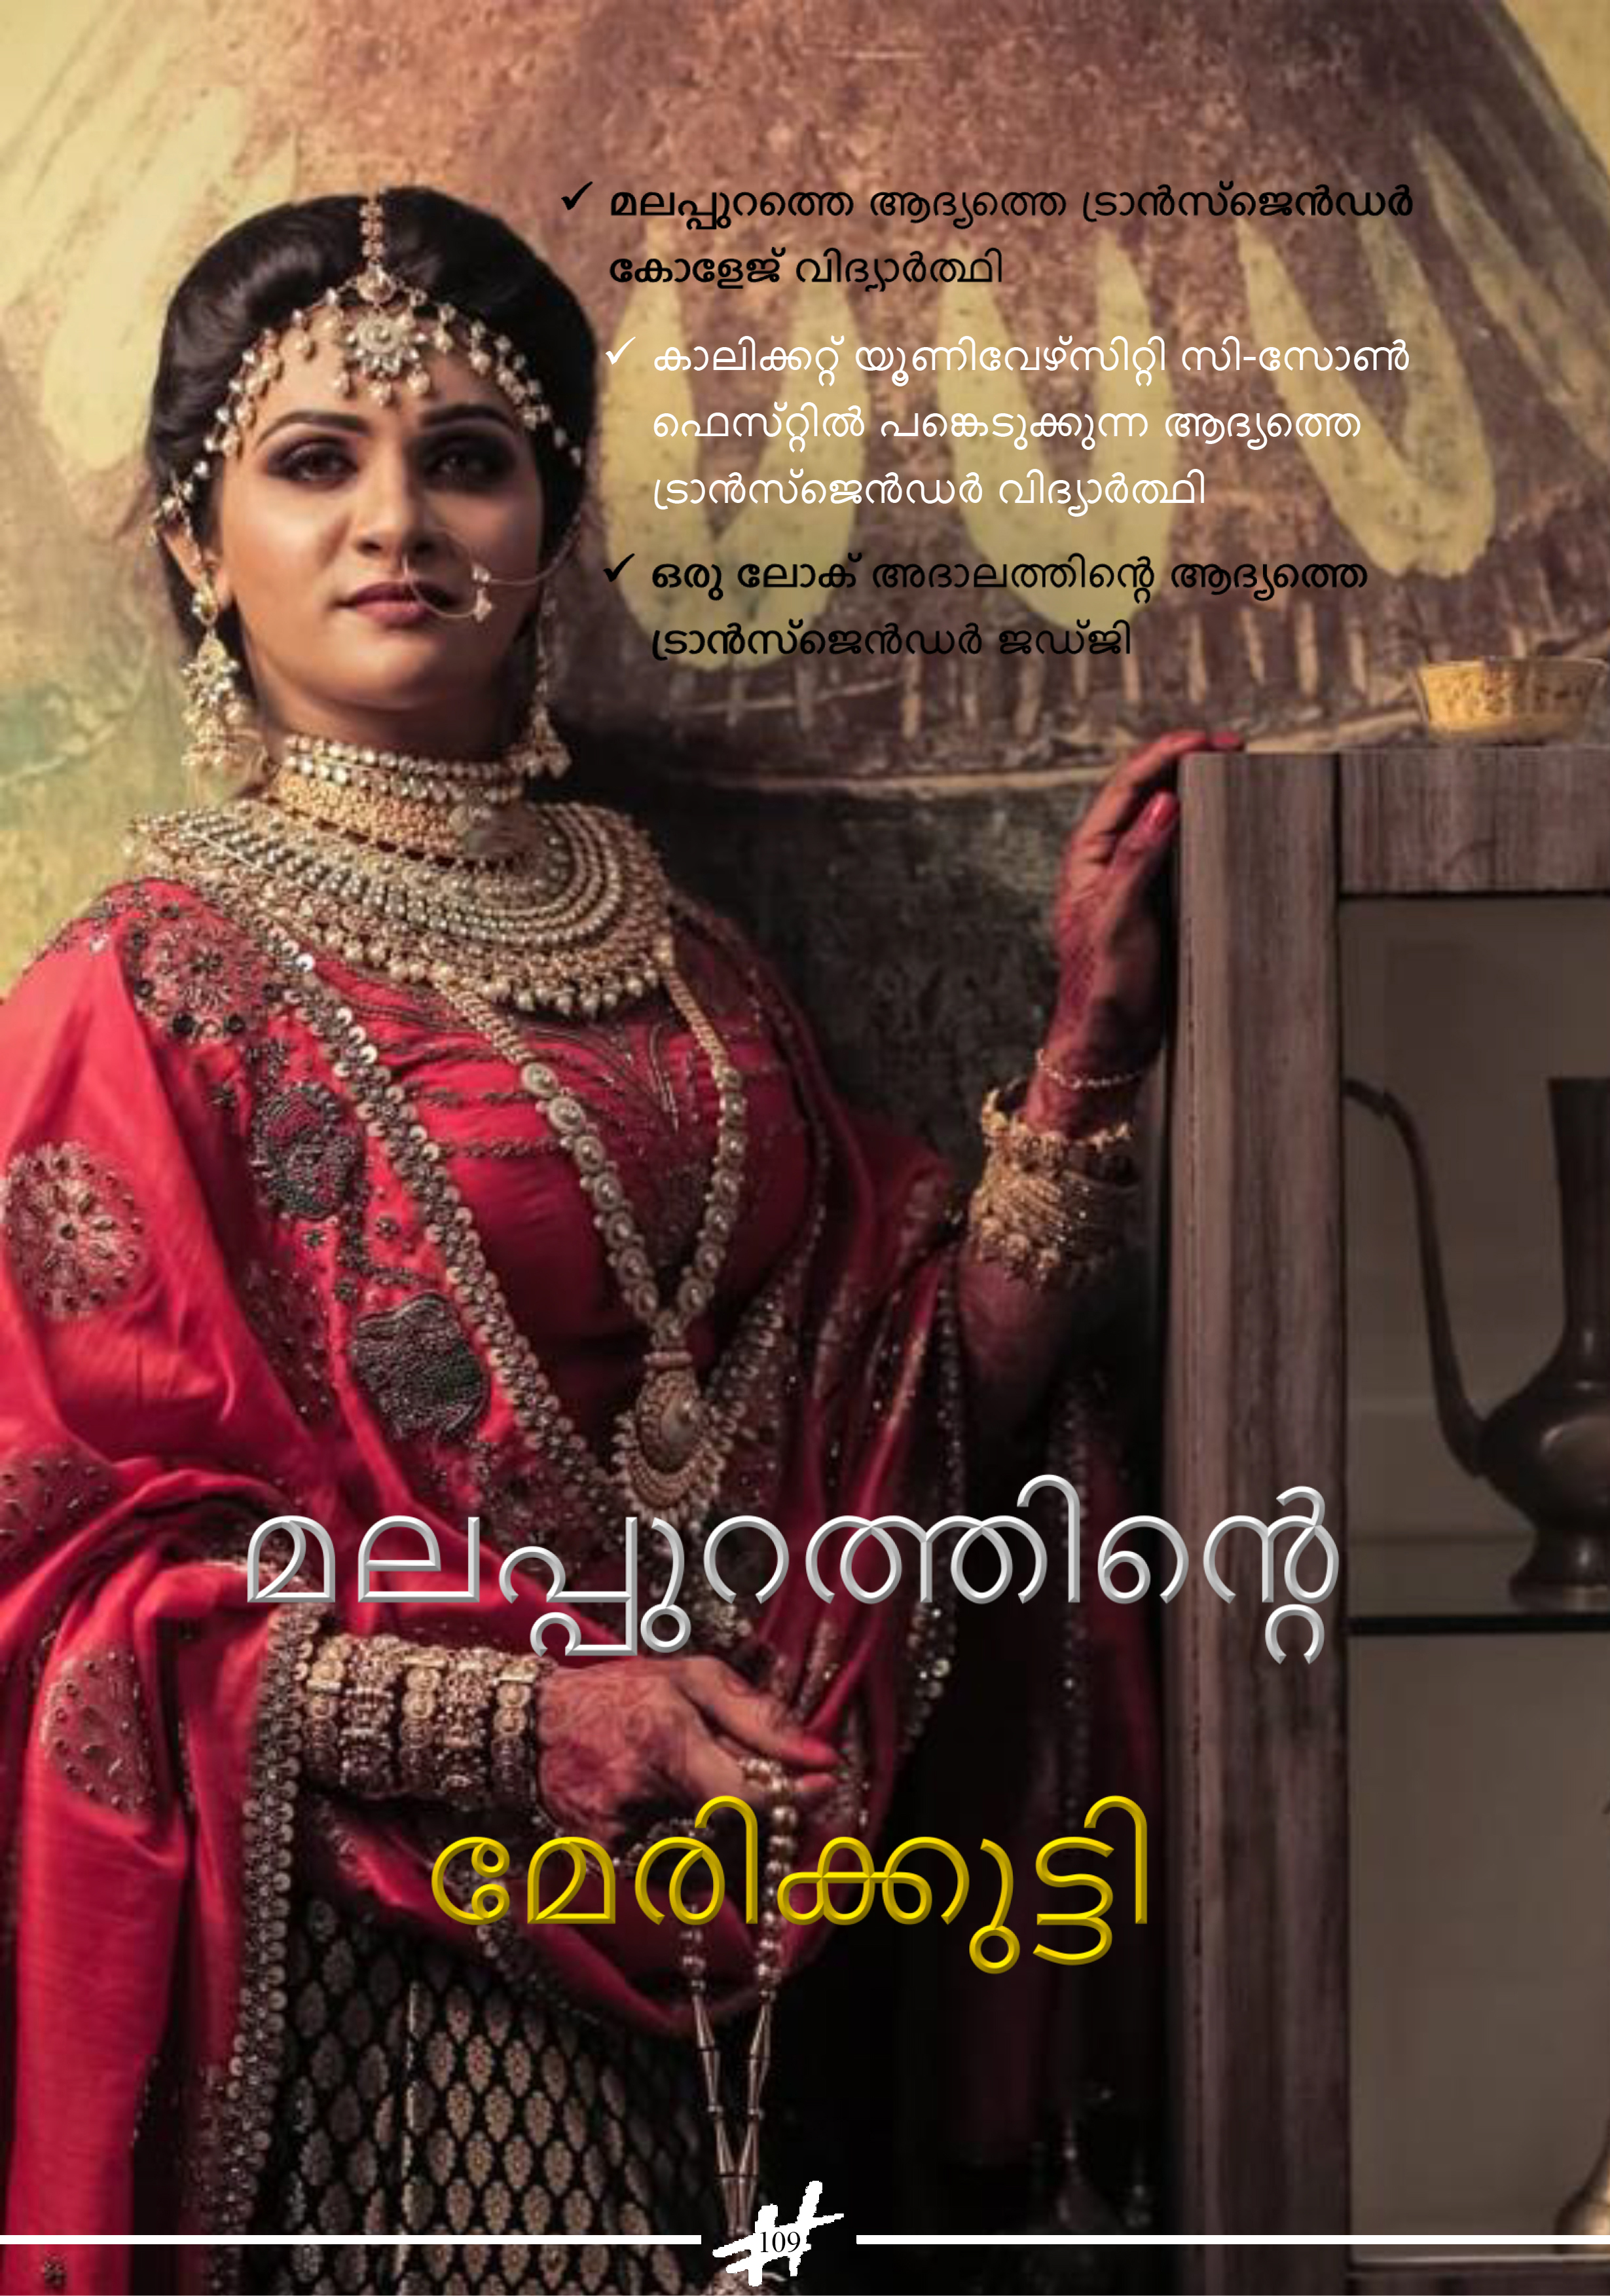 ✓ മലപ്പുറത്തെ ആദ്യത്തെ ട്രാൻസ്ജെൻഡർ
കോളേജ് വിദ്യാർത്ഥി
✓ കാലിക്കറ്റ് യൂണിവേഴ്സിറ്റി സി-സോൺ
ഫെസ്റ്റിൽ പങ്കെടുക്കുന്ന ആദ്യത്തെ
ട്രാൻസ്ജെൻഡർ വിദ്യാർത്ഥി
✓ ഒരു ലോക് അദാലത്തിന്റെ ആദ്യത്തെ
ട്രാൻസ്ജെൻഡർ ജഡ്ജി
മലപ്പുറത്തിന്റെ
മേരിക്കുട്ടി
109